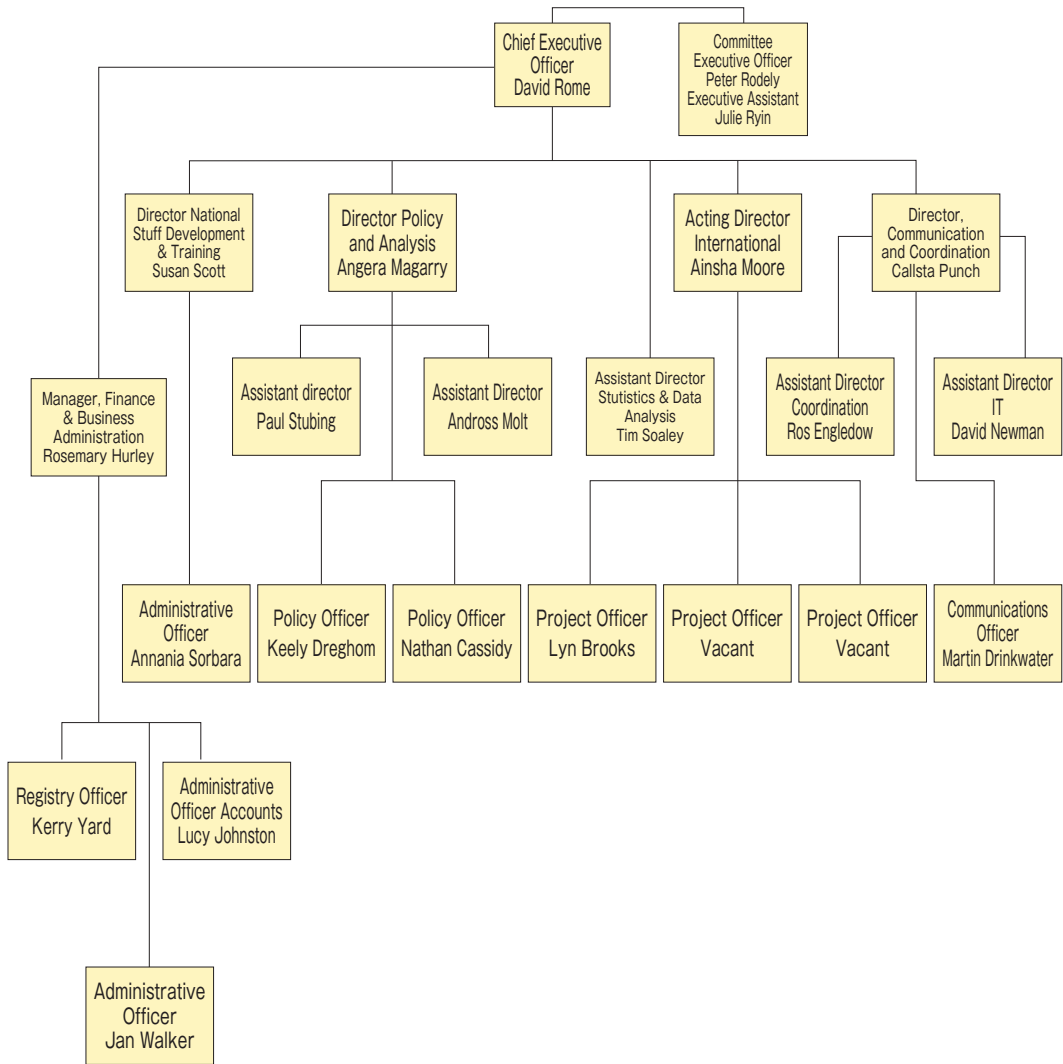 Chief Executive
Officer
David Rome
Committee
Executive Officer
Peter Rodely
Executive Assistant
Julie Ryin
Director National
Stuff Development
& Training
Susan Scott
Director Policy
and Analysis
Angera Magarry
Acting Director
International
Ainsha Moore
Director,
Communication
and Coordination
Callsta Punch
Manager, Finance
& Business
Administration
Rosemary Hurley
Assistant director
Paul Stubing
Assistant Director
Andross Molt
Assistant Director
Statistics & Data
Analysis
Tim Soaley
Assistant Director
Coordination
Ros Engledow
Assistant Director
IT
David Newman
Administrative
Officer
Annania Sorbara
Policy Officer
Keely Dreghom
Policy Officer
Nathan Cassidy
Project Officer
Lyn Brooks
Project Officer
Vacant
Project Officer
Vacant
Communications
Officer
Martin Drinkwater
Registry Officer
Kerry Yard
Administrative
Officer Accounts
Lucy Johnston
Administrative
Officer
Jan Walker